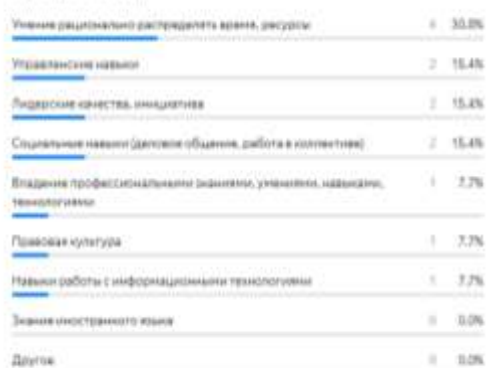 Умение рационально распределять время, ресурсы 4 30.8%
Управленские навыки 2 15.4%
Лидерские качества, инициатива 2 15.4%
Социальные навыки (деловое общение, работа в коллективе) 2 15.4%
Владение профессиональными знаниями, умениями, навыками, 1 7.7%
технологиями
Правовая культура 1 7.7%
Навыки работы с информационными технологиями 1 7.7%
Знание иностранного языка 0 0.0%
Другое 0 0.0%